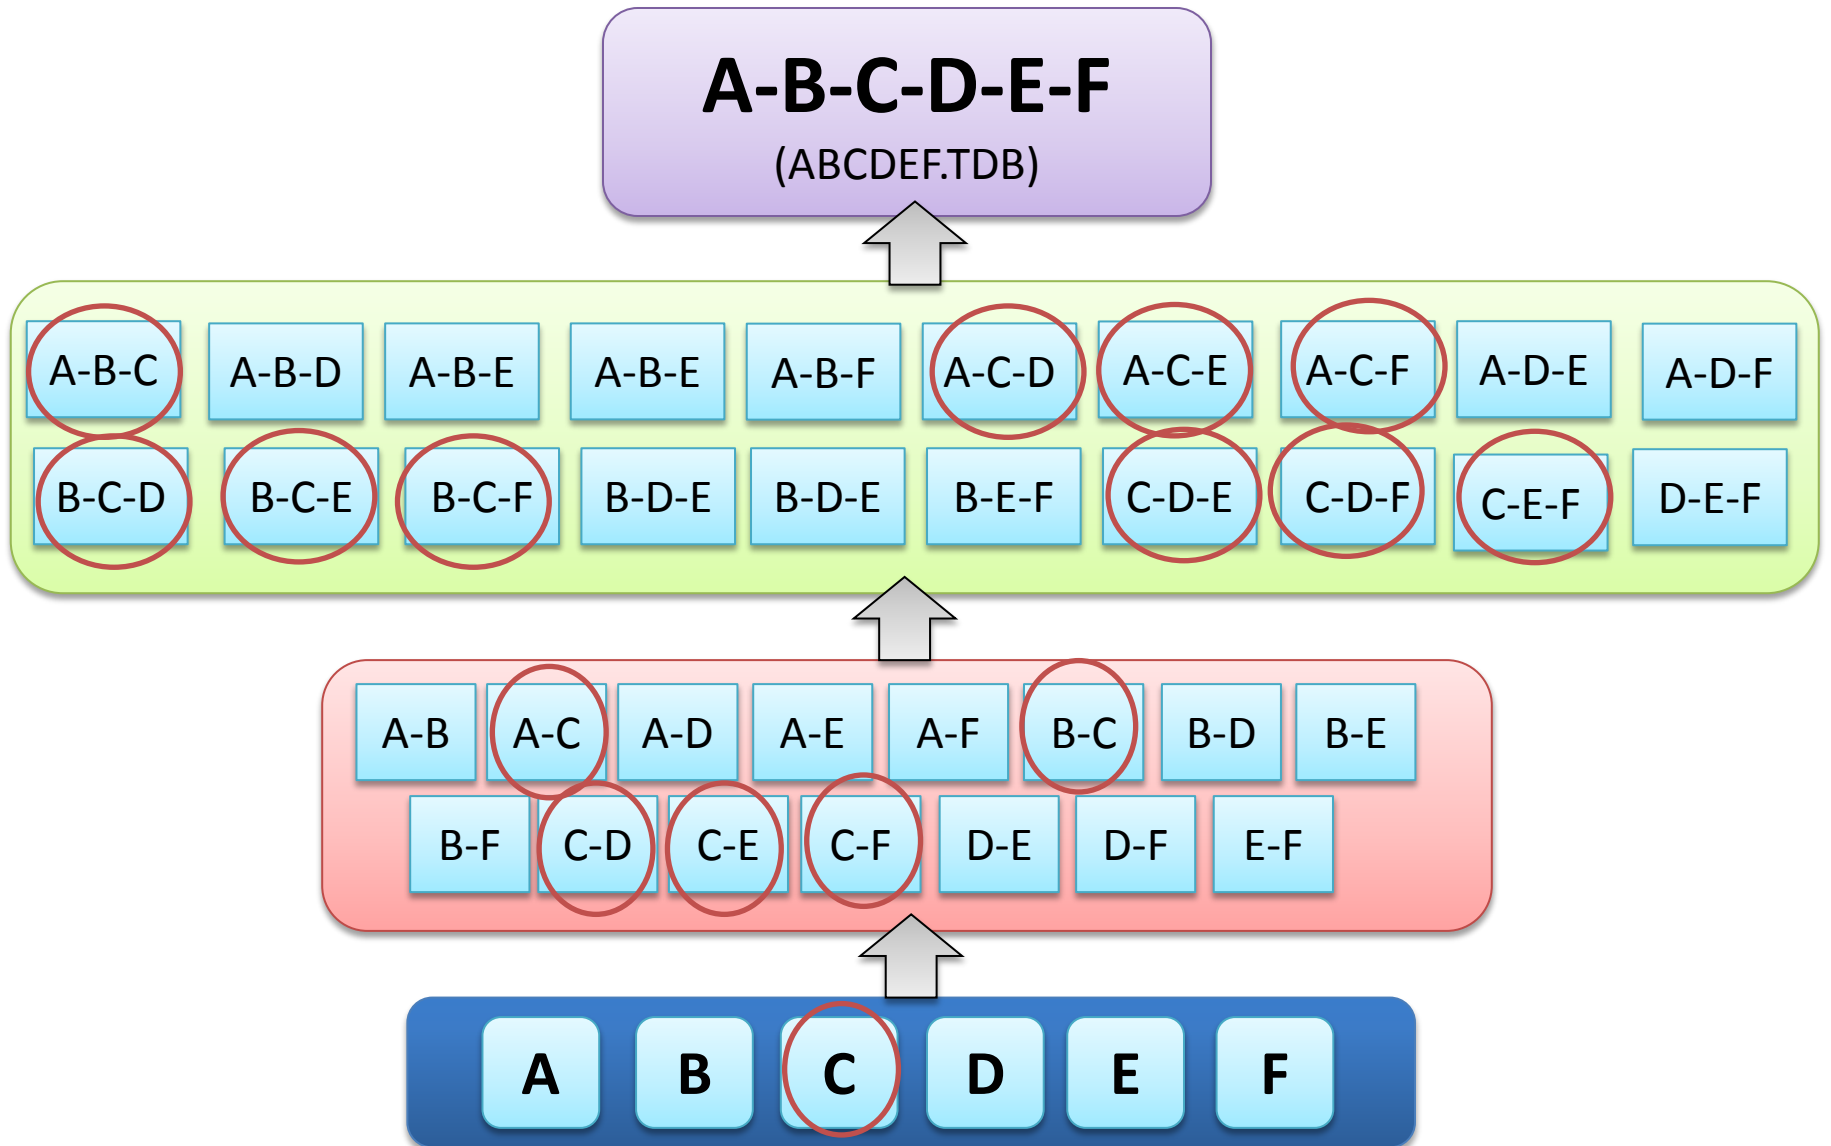 A-B-C-D-E-F
(ABCDEF.TDB)
A-B-C A-B-D A-B-E A-B-E A-B-F A-C-D A-C-E A-C-F A-D-E A-D-F
B-C-D B-C-E B-C-F B-D-E B-D-E B-E-F C-D-E C-D-F C-E-F D-E-F
A-B A-C A-D A-E A-F B-C B-D B-E
B-F C-D C-E C-F D-E D-F E-F
A B C D E F